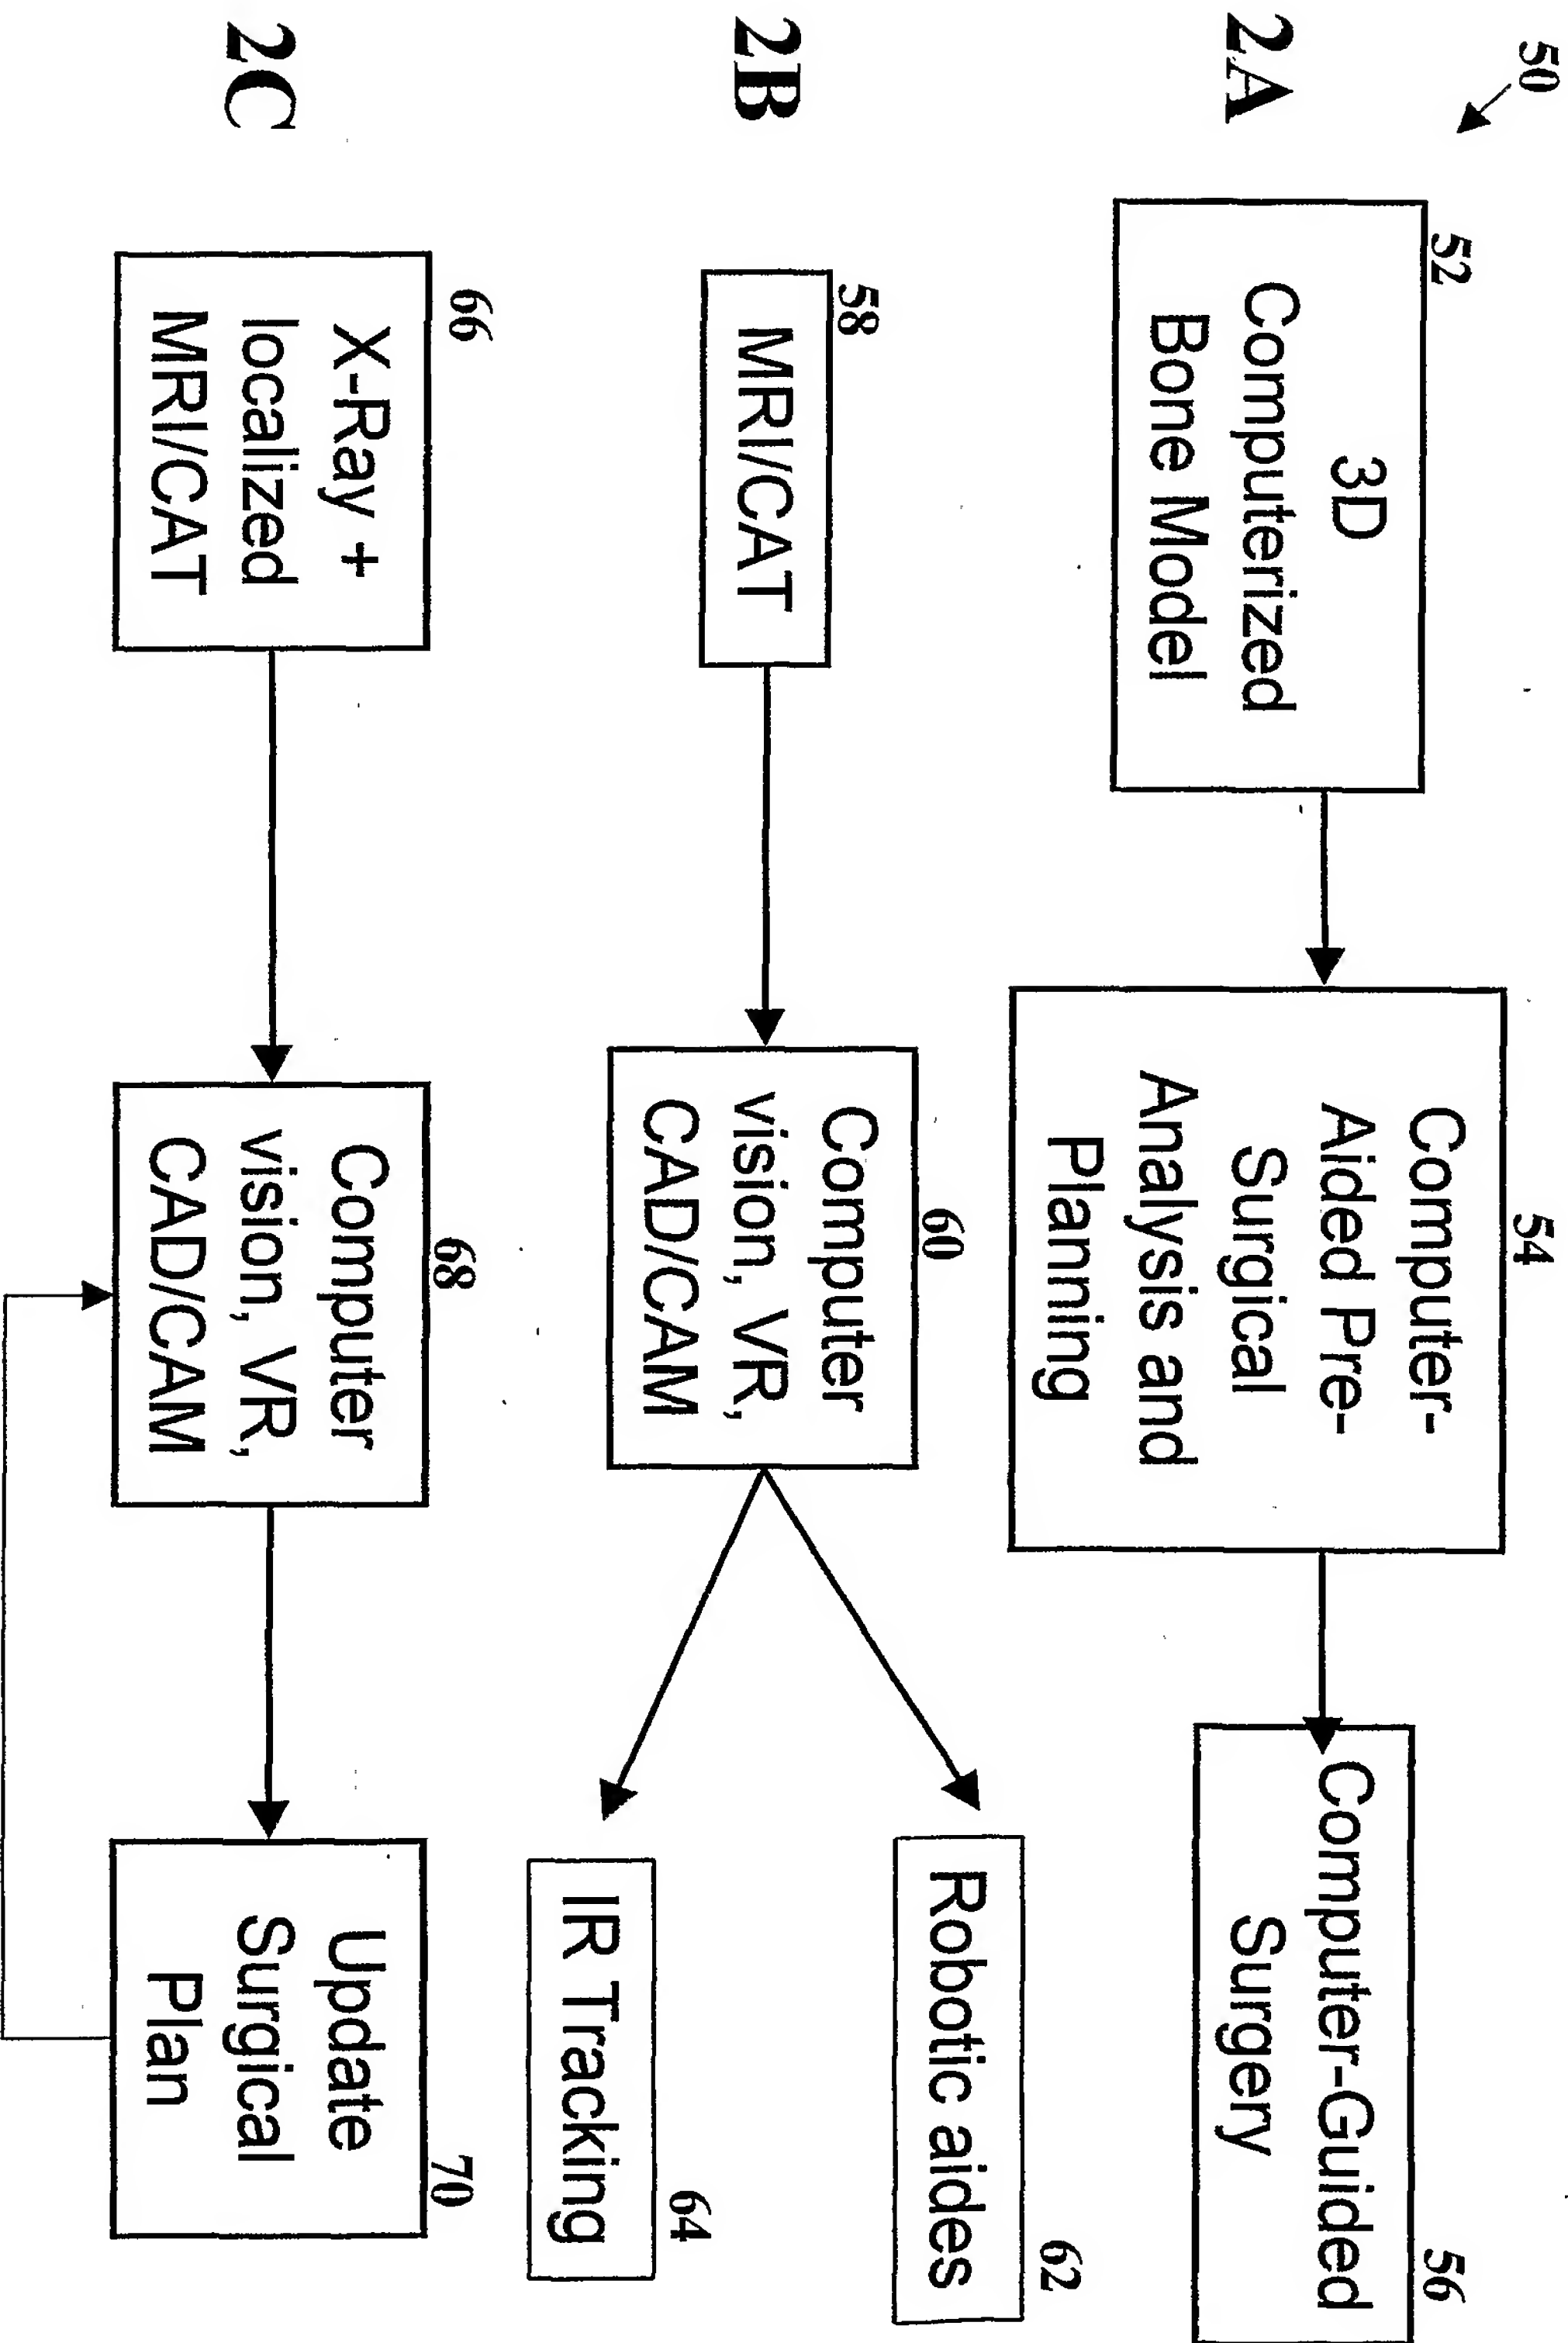 50
2A
52
3D
Computerized
Bone Model
54
Computer-
Aided Pre-
Surgical
Analysis and
Planning
56
Computer-Guided
Surgery
2B
58
MRI/CAT
60
Computer
vision, VR,
CAD/CAM
62
Robotic aides
64
IR Tracking
2C
66
X-Ray +
localized
MRI/CAT
68
Computer
vision, VR,
CAD/CAM
70
Update
Surgical
Plan